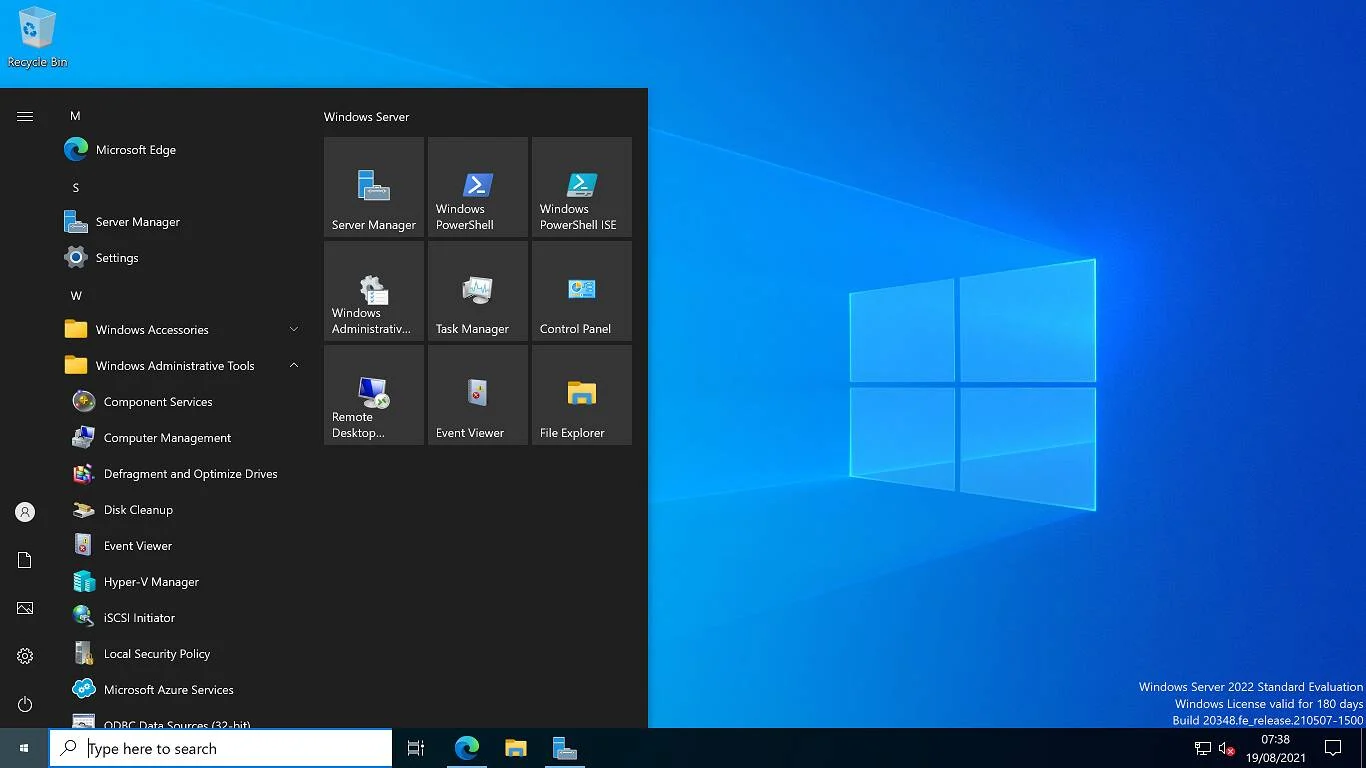 Recycle Bin
M
Microsoft Edge
S
Server Manager
Settings
W
Windows Accessories
Windows Administrative Tools
Component Services
Computer Management
Defragment and Optimize Drives
Disk Cleanup
Event Viewer
Hyper-V Manager
iSCSI Initiator
Local Security Policy
Microsoft Azure Services
ODBC Data Sources (32-bit)
Windows Server
Server Manager
Windows
PowerShell
Windows
PowerShell ISE
Windows
Administrativ...
Task Manager
Control Panel
Remote
Desktop...
Event Viewer
File Explorer
Windows Server 2022 Standard Evaluation
Windows License valid for 180 days
Build 20348.fe_release.210507-1500
Type here to search
07:38
19/08/2021